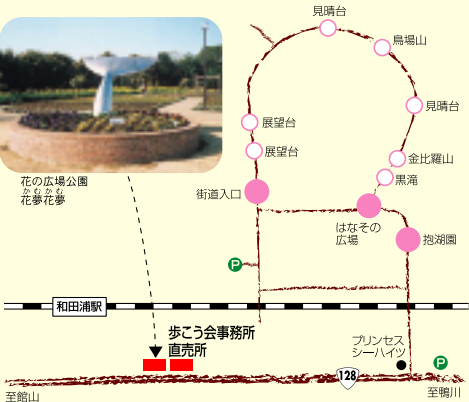 見晴台
烏場山
見晴台
展望台
展望台
金比羅山
黒滝
街道入口
はなその
広場
抱湖園
花の広場公園
かむかむ
花夢花夢
P
和田浦駅
歩こう会事務所
直売所
プリンセス
シーハイツ
P
128
至館山
至鴨川